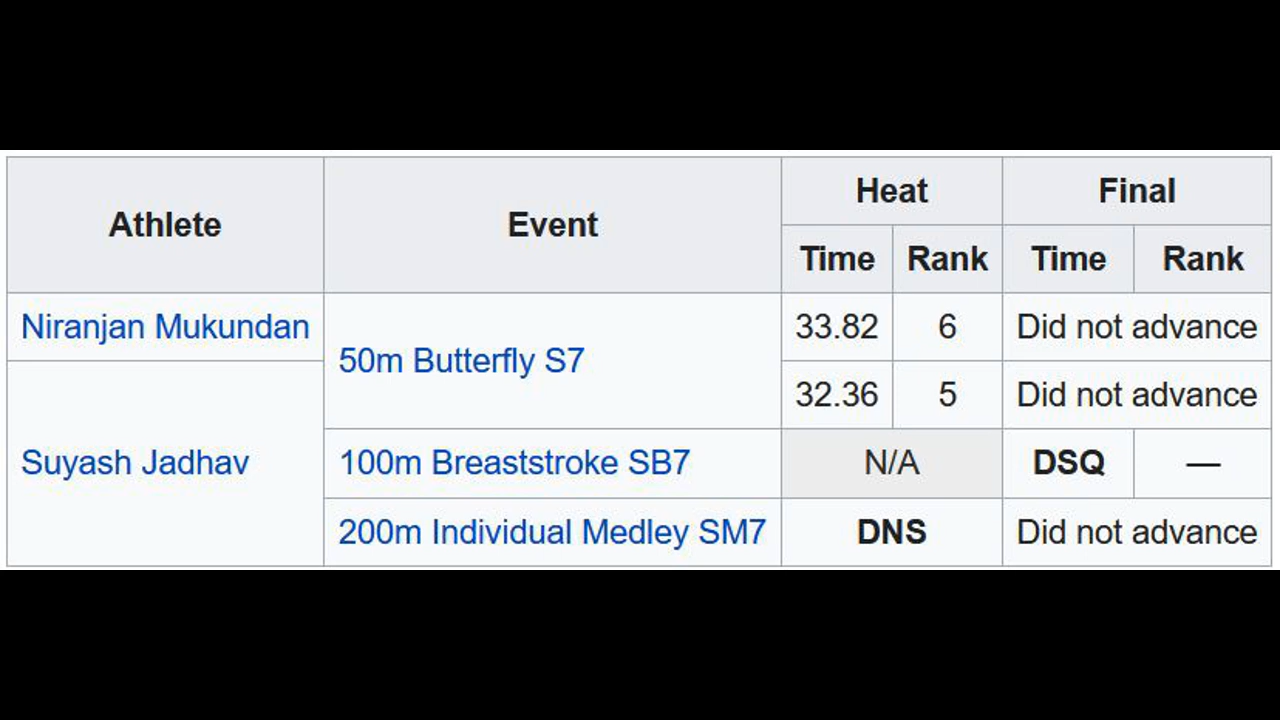 Athlete Event Heat Final
Time Rank Time Rank
Niranjan Mukundan 50m Butterfly S7 33.82 6 Did not advance
Suyash Jadhav 32.36 5 Did not advance
100m Breaststroke SB7 N/A DSQ —
200m Individual Medley SM7 DNS Did not advance